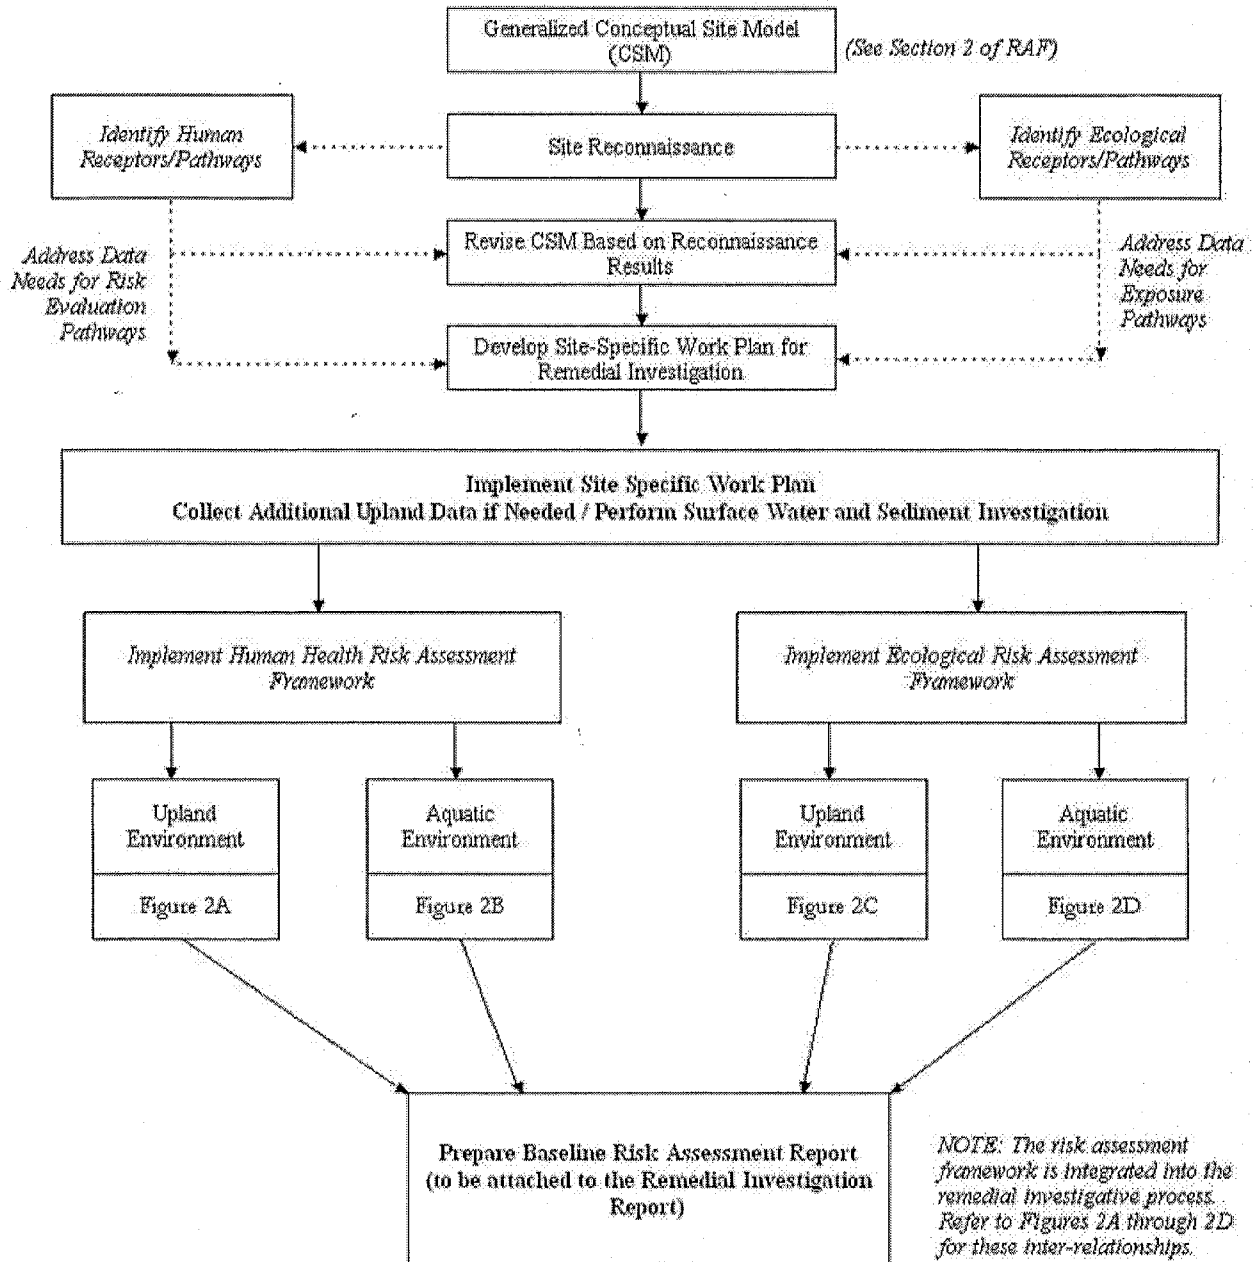 Generalized Conceptual Site Model
(CSM)
(See Section 2 of RAF)
Identify Human
Receptors/Pathways
Site Reconnaissance
Identify Ecological
Receptors/Pathways
Address Data
Needs for Risk
Evaluation
Pathways
Revise CSM Based on Reconnaissance
Results
Address Data
Needs for
Exposure
Pathways
Develop Site-Specific Work Plan for
Remedial Investigation
Implement Site Specific Work Plan
Collect Additional Upland Data if Needed / Perform Surface Water and Sediment Investigation
Implement Human Health Risk Assessment
Framework
Implement Ecological Risk Assessment
Framework
Upland
Environment
Figure 2A
Aquatic
Environment
Figure 2B
Upland
Environment
Figure 2C
Aquatic
Environment
Figure 2D
Prepare Baseline Risk Assessment Report
(to be attached to the Remedial Investigation
Report)
NOTE: The risk assessment
framework is integrated into the
remedial investigative process.
Refer to Figures 2A through 2D
for these inter-relationships.